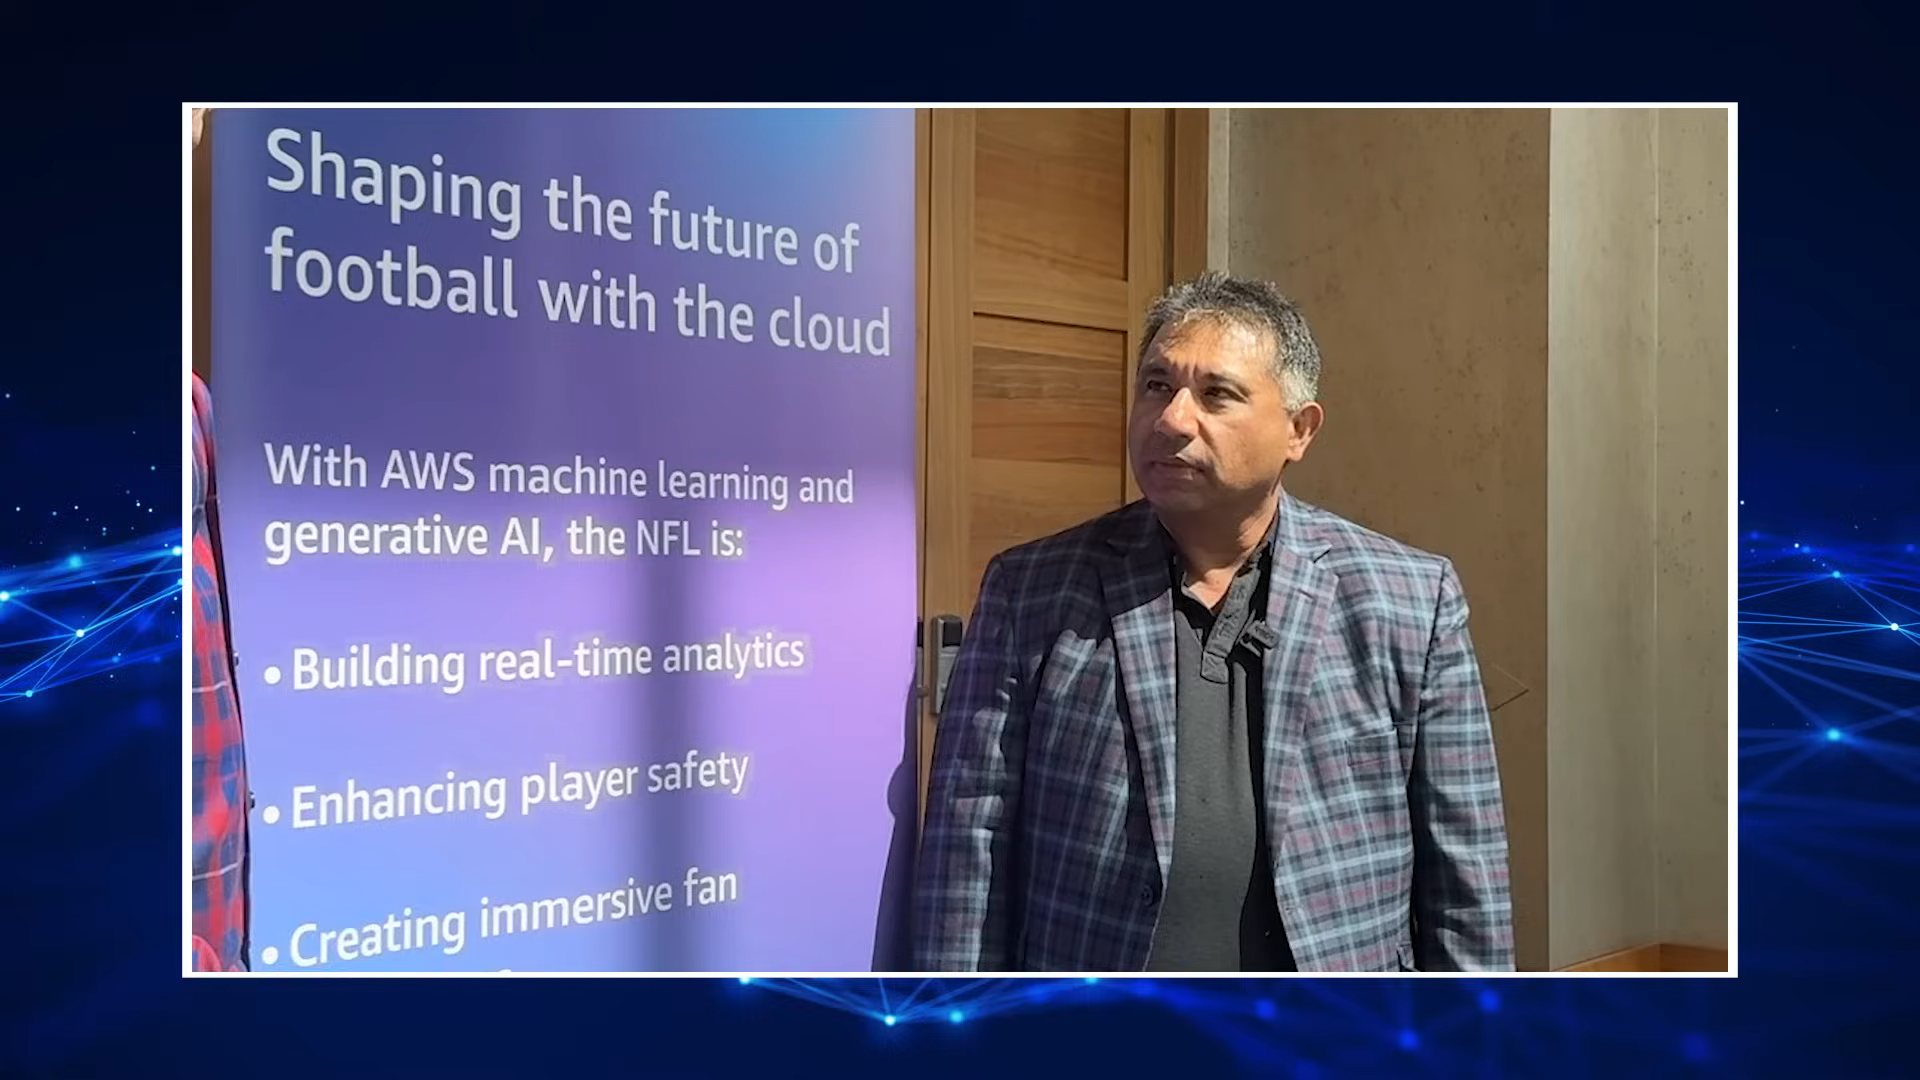 Shaping the future of
football with the cloud
With AWS machine learning and
generative AI, the NFL is:
• Building real-time analytics
• Enhancing player safety
• Creating immersive fan